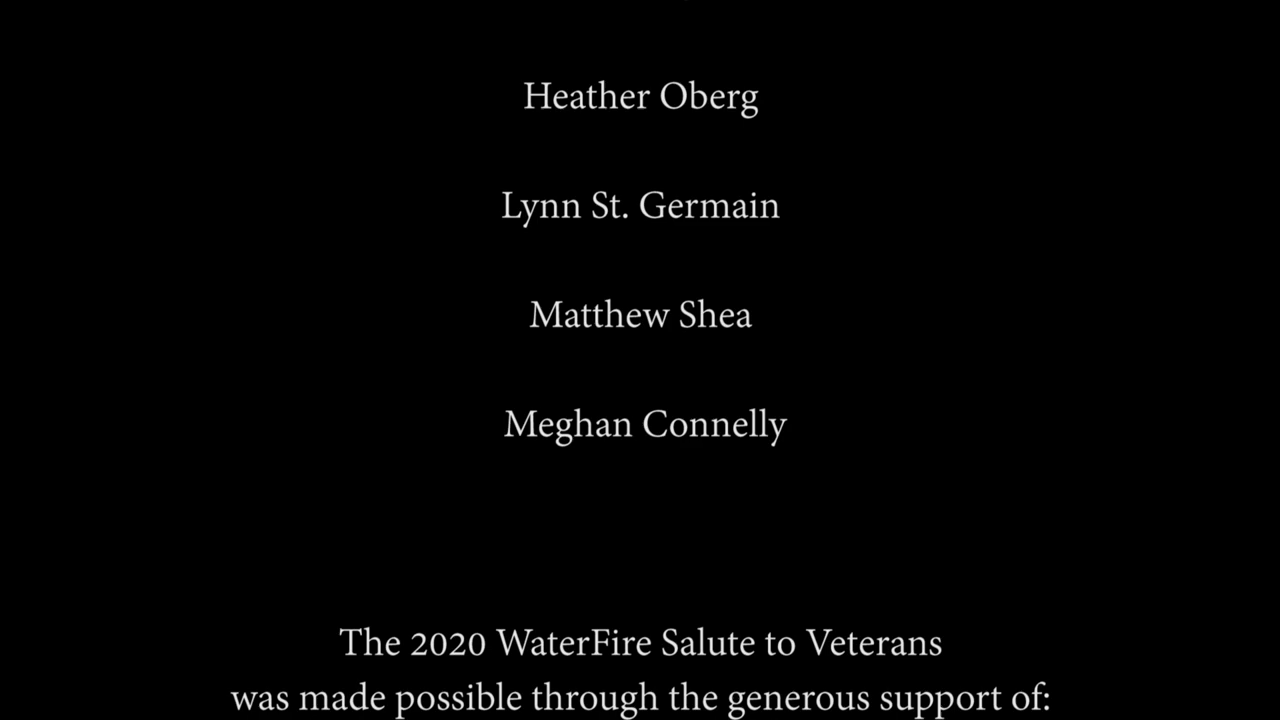 Heather Oberg
Lynn St. Germain
Matthew Shea
Meghan Connelly
The 2020 WaterFire Salute to Veterans
was made possible through the generous support of: